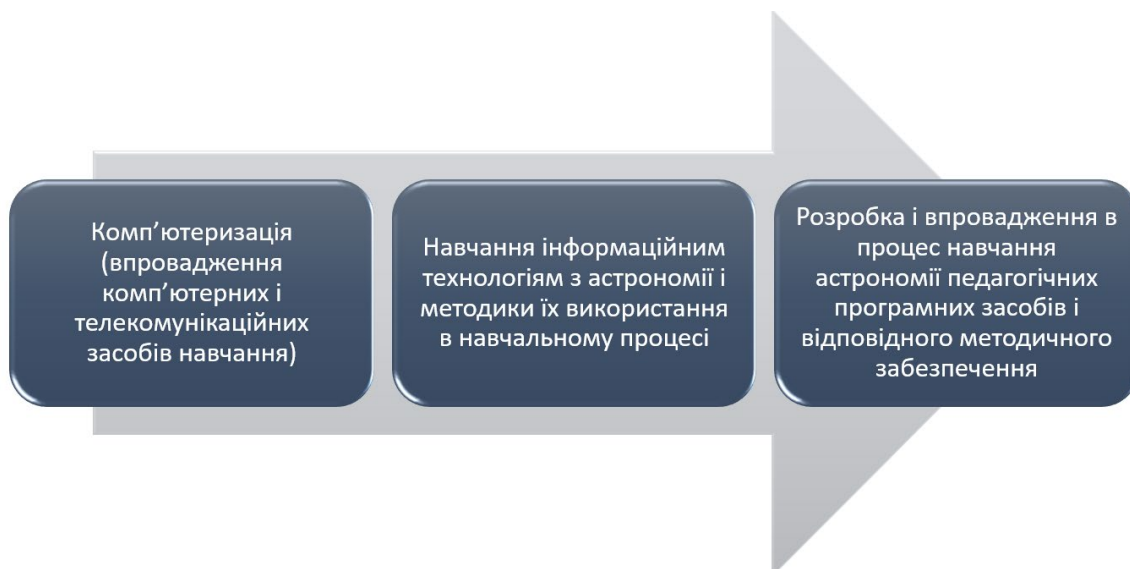 Комп’ютеризація
(впровадження
комп’ютерних і
телекомунікаційних
засобів навчання)
Навчання інформаційним
технологіям з астрономії і
методики їх використання
в навчальному процесі
Розробка і впровадження в
процес навчання
астрономії педагогічних
програмних засобів і
відповідного методичного
забезпечення